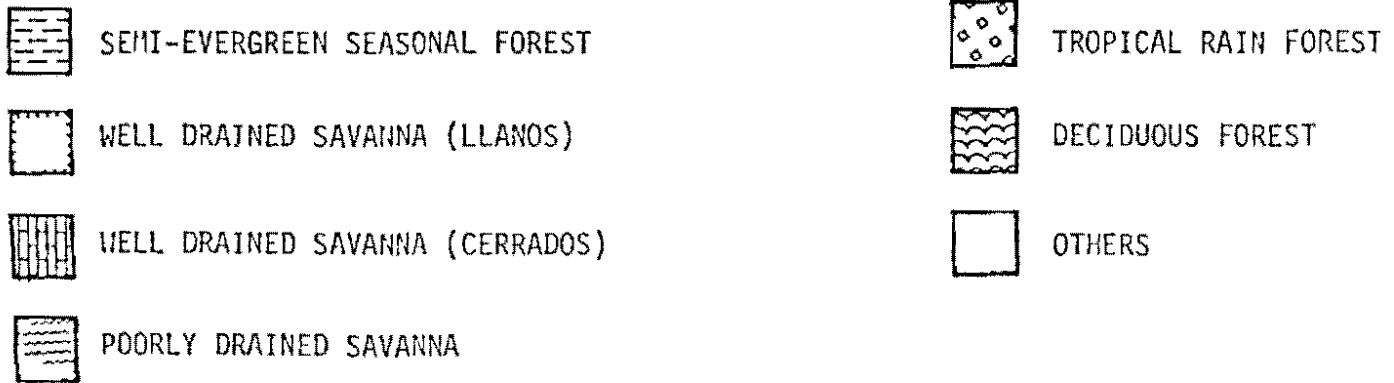 SEMI-EVERGREEN SEASONAL FOREST
WELL DRAINED SAVANNA (LLANOS)
WELL DRAINED SAVANNA (CERRADOS)
POORLY DRAINED SAVANNA
TROPICAL RAIN FOREST
DECIDUOUS FOREST
OTHERS